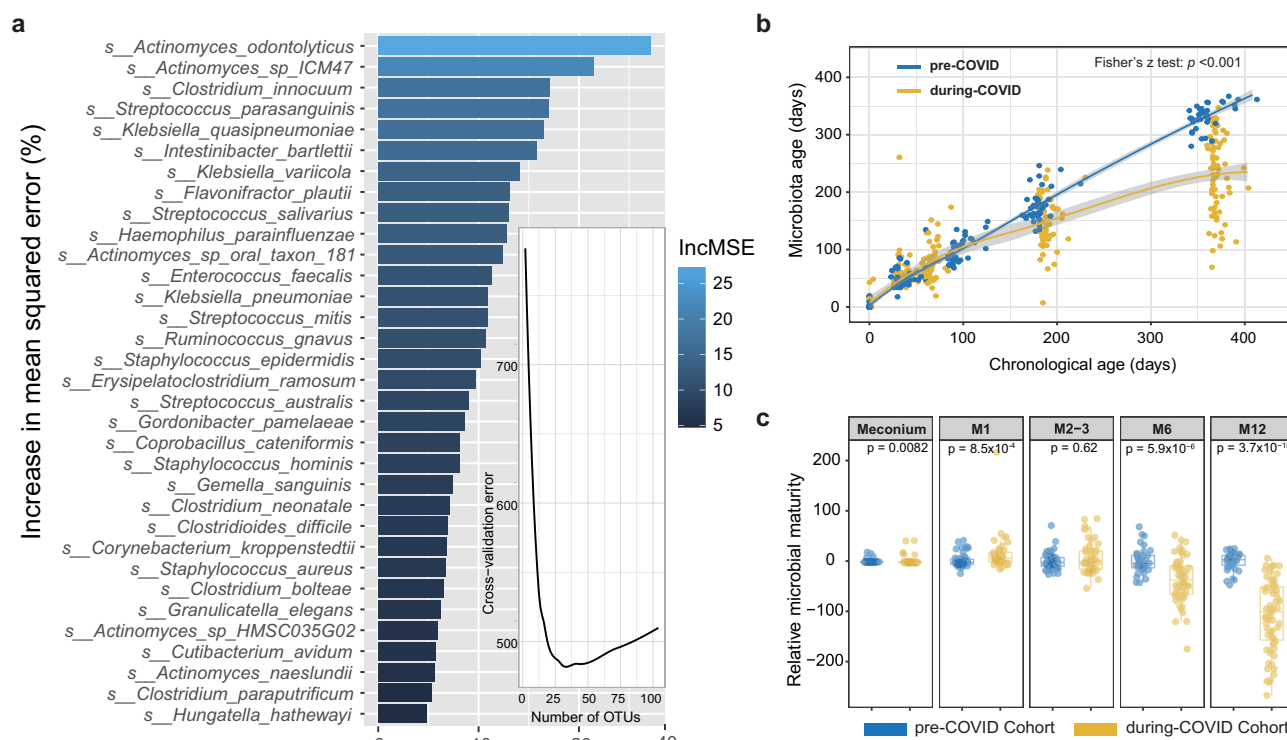 a
Increase in mean squared error (%)
s__Actinomyces_odontolyticus
s__Actinomyces_sp_ICM47
s__Clostridium_innocuum
s__Streptococcus_parasanguinis
s__Klebsiella_quasipneumoniae
s__Intestinibacter_bartlettii
s__Klebsiella_variicola
s__Flavonifractor_plautii
s__Streptococcus_salivarius
s__Haemophilus_parainfluenzae
s__Actinomyces_sp_oral_taxon_181
s__Enterococcus_faecalis
s__Klebsiella_pneumoniae
s__Streptococcus_mitis
s__Ruminococcus_gnavus
s__Staphylococcus_epidermidis
s__Erysipelatoclostridium_ramosum
s__Streptococcus_australis
s__Gordonibacter_pamelaeae
s__Coprobacillus_cateniformis
s__Staphylococcus_hominis
s__Gemella_sanguinis
s__Clostridium_neonatale
s__Clostridioides_difficile
s__Corynebacterium_kroppenstedtii
s__Staphylococcus_aureus
s__Clostridium_bolteae
s__Granulicatella_elegans
s__Actinomyces_sp_HMSC035G02
s__Cutibacterium_avidum
s__Actinomyces_naeslundii
s__Clostridium_paraputrificum
s__Hungatella_hathewayi
Cross-validation error
700
600
500
0 25 50 75 100
Number of OTUs
IncMSE
25
20
15
10
5
b
Microbiota age (days)
400
300
200
100
0
pre-COVID
during-COVID
Fisher's z test: p <0.001
0 100 200 300 400
Chronological age (days)
c
Relative microbial maturity
200
100
0
−100
−200
Meconium M1 M2−3 M6 M12
p = 0.0082 p = 8.5x10⁻⁴ p = 0.62 p = 5.9x10⁻⁶
pre-COVID Cohort during-COVID Cohort